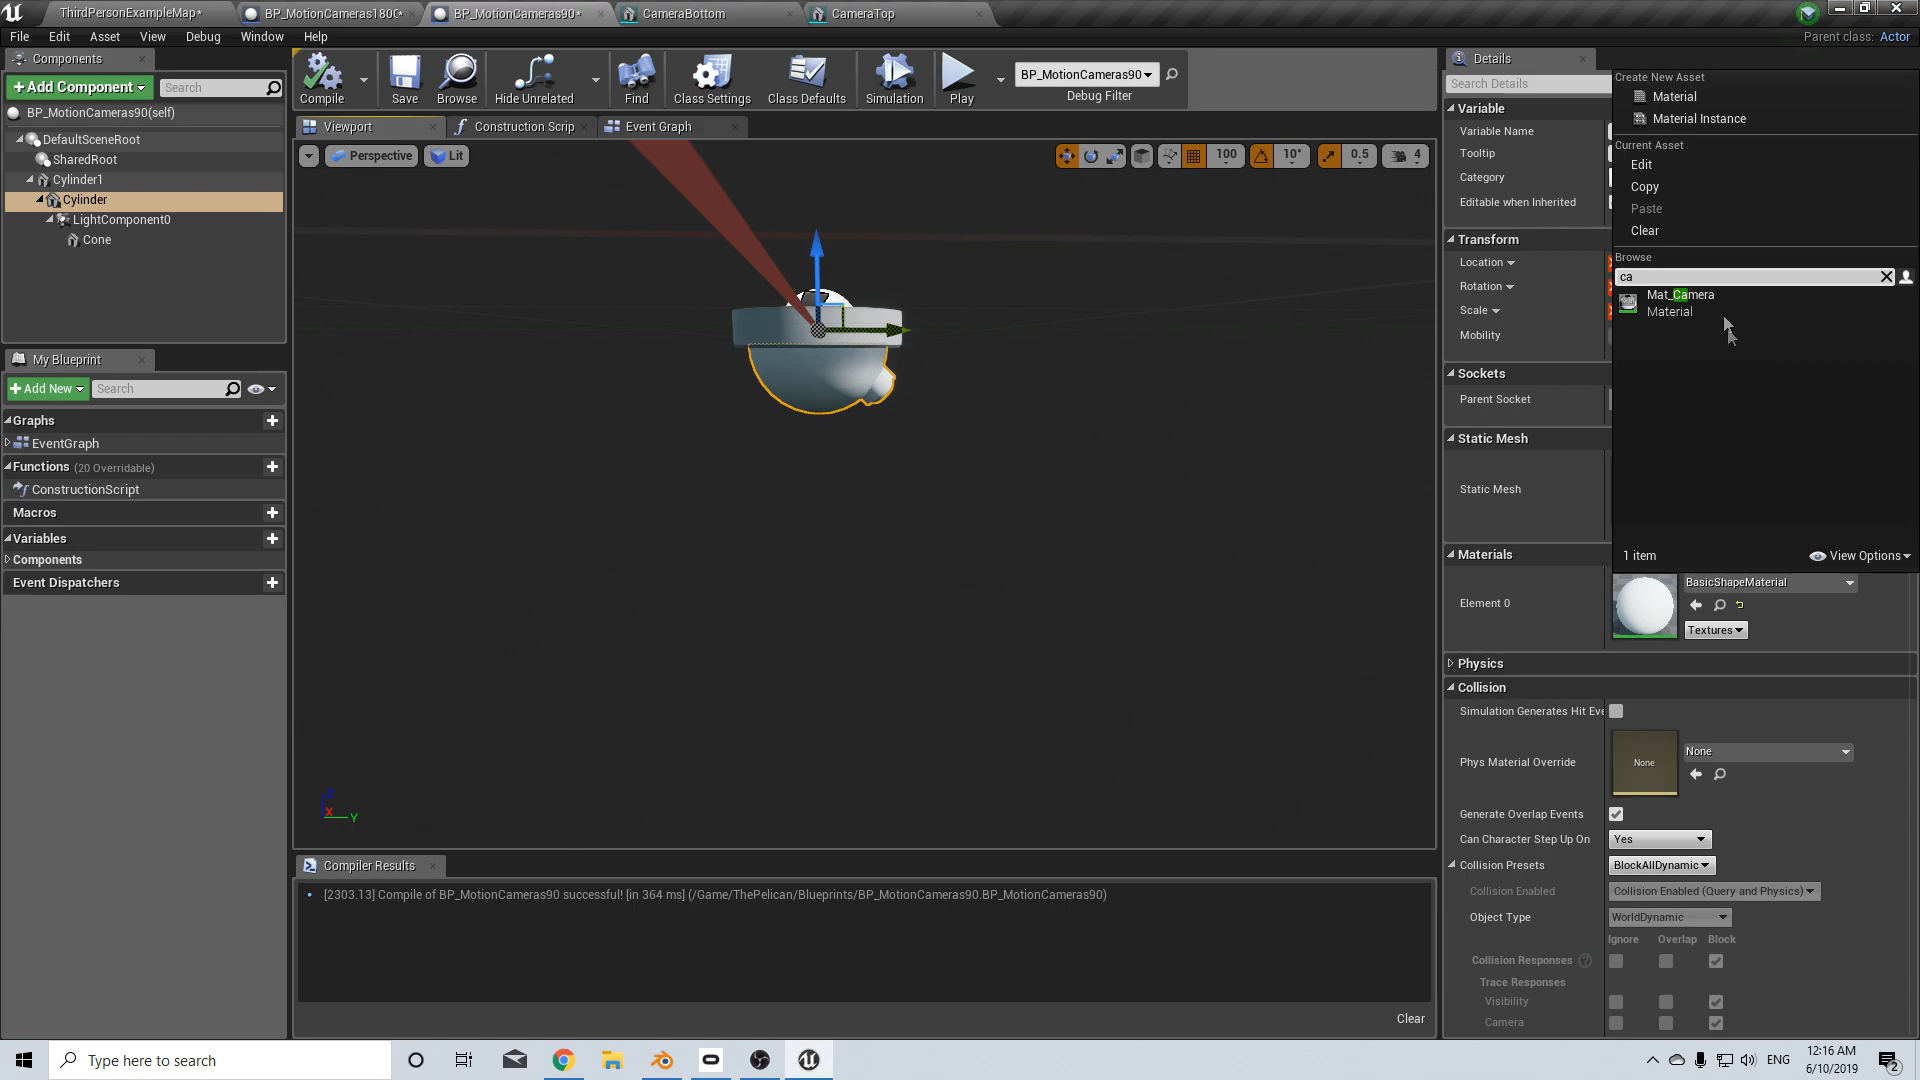 ThirdPersonExampleMap*
BP_MotionCameras180C*
BP_MotionCameras90*
CameraBottom
CameraTop
File Edit Asset View Debug Window Help
Parent class: Actor
Components
+Add Component
Search
BP_MotionCameras90(self)
DefaultSceneRoot
SharedRoot
Cylinder1
Cylinder
LightComponent0
Cone
My Blueprint
+Add New
Search
Graphs
EventGraph
Functions (20 Overridable)
ConstructionScript
Macros
Variables
Components
Event Dispatchers
Compile
Save
Browse
Hide Unrelated
Find
Class Settings
Class Defaults
Simulation
Play
BP_MotionCameras90
Debug Filter
Viewport
Construction Scrip
Event Graph
Perspective
Lit
100
10°
0.5
4
Z
X
Y
Compiler Results
[2303.13] Compile of BP_MotionCameras90 successful! [in 364 ms] (/Game/ThePelican/Blueprints/BP_MotionCameras90.BP_MotionCameras90)
Clear
Details
Search Details
Variable
Variable Name
Tooltip
Category
Editable when Inherited
Transform
Location
Rotation
Scale
Mobility
Sockets
Parent Socket
Static Mesh
Static Mesh
Materials
Element 0
BasicShapeMaterial
Textures
Create New Asset
Material
Material Instance
Current Asset
Edit
Copy
Paste
Clear
Browse
ca
Mat_Camera
Material
1 item
View Options
Physics
Collision
Simulation Generates Hit Eve
Phys Material Override
None
None
Generate Overlap Events
Can Character Step Up On
Yes
Collision Presets
BlockAllDynamic
Collision Enabled
Collision Enabled (Query and Physics)
Object Type
WorldDynamic
Ignore Overlap Block
Collision Responses
Trace Responses
Visibility
Camera
Type here to search
ENG
12:16 AM
6/10/2019
2